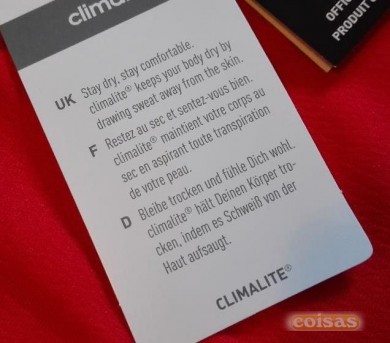 climalite
UK Stay dry, stay comfortable.
climalite® keeps your body dry by
drawing sweat away from the skin.
F Restez au sec et sentez-vous bien.
climalite® maintient votre corps au
sec en aspirant toute transpiration
de votre peau.
D Bleibe trocken und fühle Dich wohl.
climalite® hält Deinen Körper tro-
cken, indem es Schweiß von der
Haut aufsaugt.
CLIMALITE®
PRODUIT
coisas